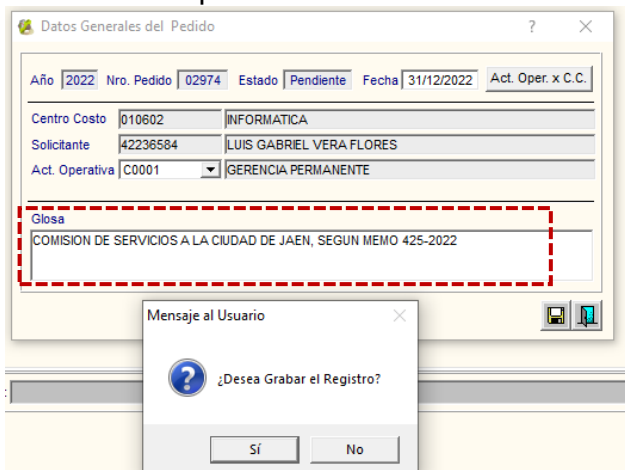 Datos Generales del Pedido
Año 2022 Nro. Pedido 02974 Estado Pendiente Fecha 31/12/2022 Act. Oper. x C.C.
Centro Costo 010602 INFORMATICA
Solicitante 42236584 LUIS GABRIEL VERA FLORES
Act. Operativa C0001 GERENCIA PERMANENTE
Glosa
COMISION DE SERVICIOS A LA CIUDAD DE JAEN, SEGUN MEMO 425-2022
Mensaje al Usuario
¿Desea Grabar el Registro?
Sí No